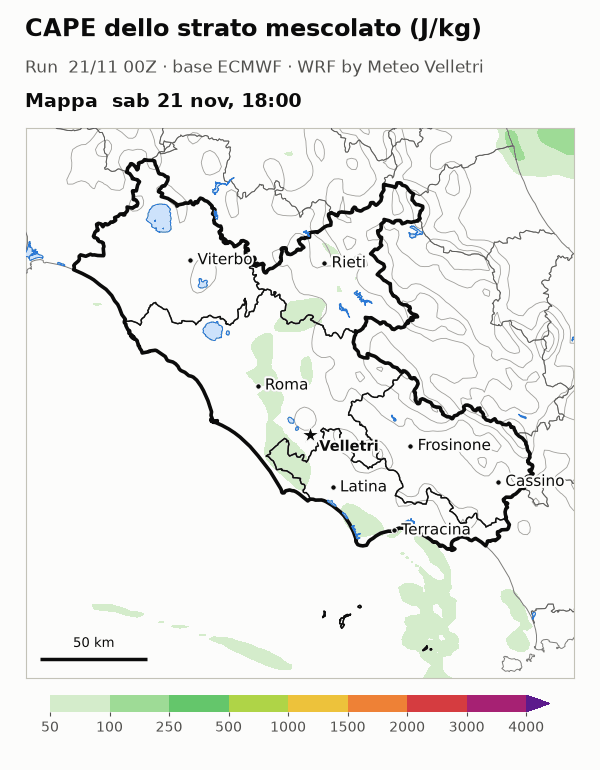 CAPE dello strato mescolato (J/kg)
Run  21/11 00Z · base ECMWF · WRF by Meteo Velletri
Mappa  sab 21 nov, 18:00
Viterbo
Rieti
Roma
Velletri
Frosinone
Cassino
Latina
Terracina
50 km
50 100 250 500 1000 1500 2000 3000 4000